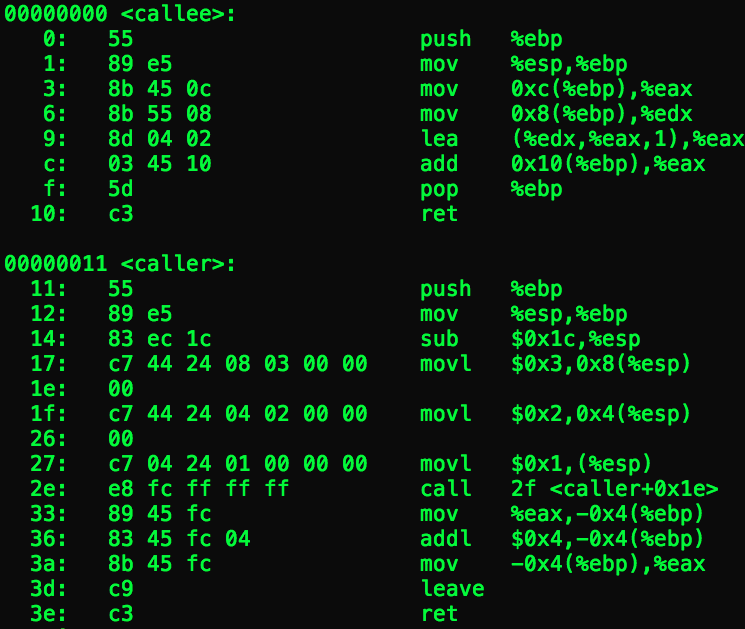 00000000 <callee>:
   0:   55                      push   %ebp
   1:   89 e5                   mov    %esp,%ebp
   3:   8b 45 0c                mov    0xc(%ebp),%eax
   6:   8b 55 08                mov    0x8(%ebp),%edx
   9:   8d 04 02                lea    (%edx,%eax,1),%eax
   c:   03 45 10                add    0x10(%ebp),%eax
   f:   5d                      pop    %ebp
  10:   c3                      ret

00000011 <caller>:
  11:   55                      push   %ebp
  12:   89 e5                   mov    %esp,%ebp
  14:   83 ec 1c                sub    $0x1c,%esp
  17:   c7 44 24 08 03 00 00    movl   $0x3,0x8(%esp)
  1e:   00
  1f:   c7 44 24 04 02 00 00    movl   $0x2,0x4(%esp)
  26:   00
  27:   c7 04 24 01 00 00 00    movl   $0x1,(%esp)
  2e:   e8 fc ff ff ff          call   2f <caller+0x1e>
  33:   89 45 fc                mov    %eax,-0x4(%ebp)
  36:   83 45 fc 04             addl   $0x4,-0x4(%ebp)
  3a:   8b 45 fc                mov    -0x4(%ebp),%eax
  3d:   c9                      leave
  3e:   c3                      ret